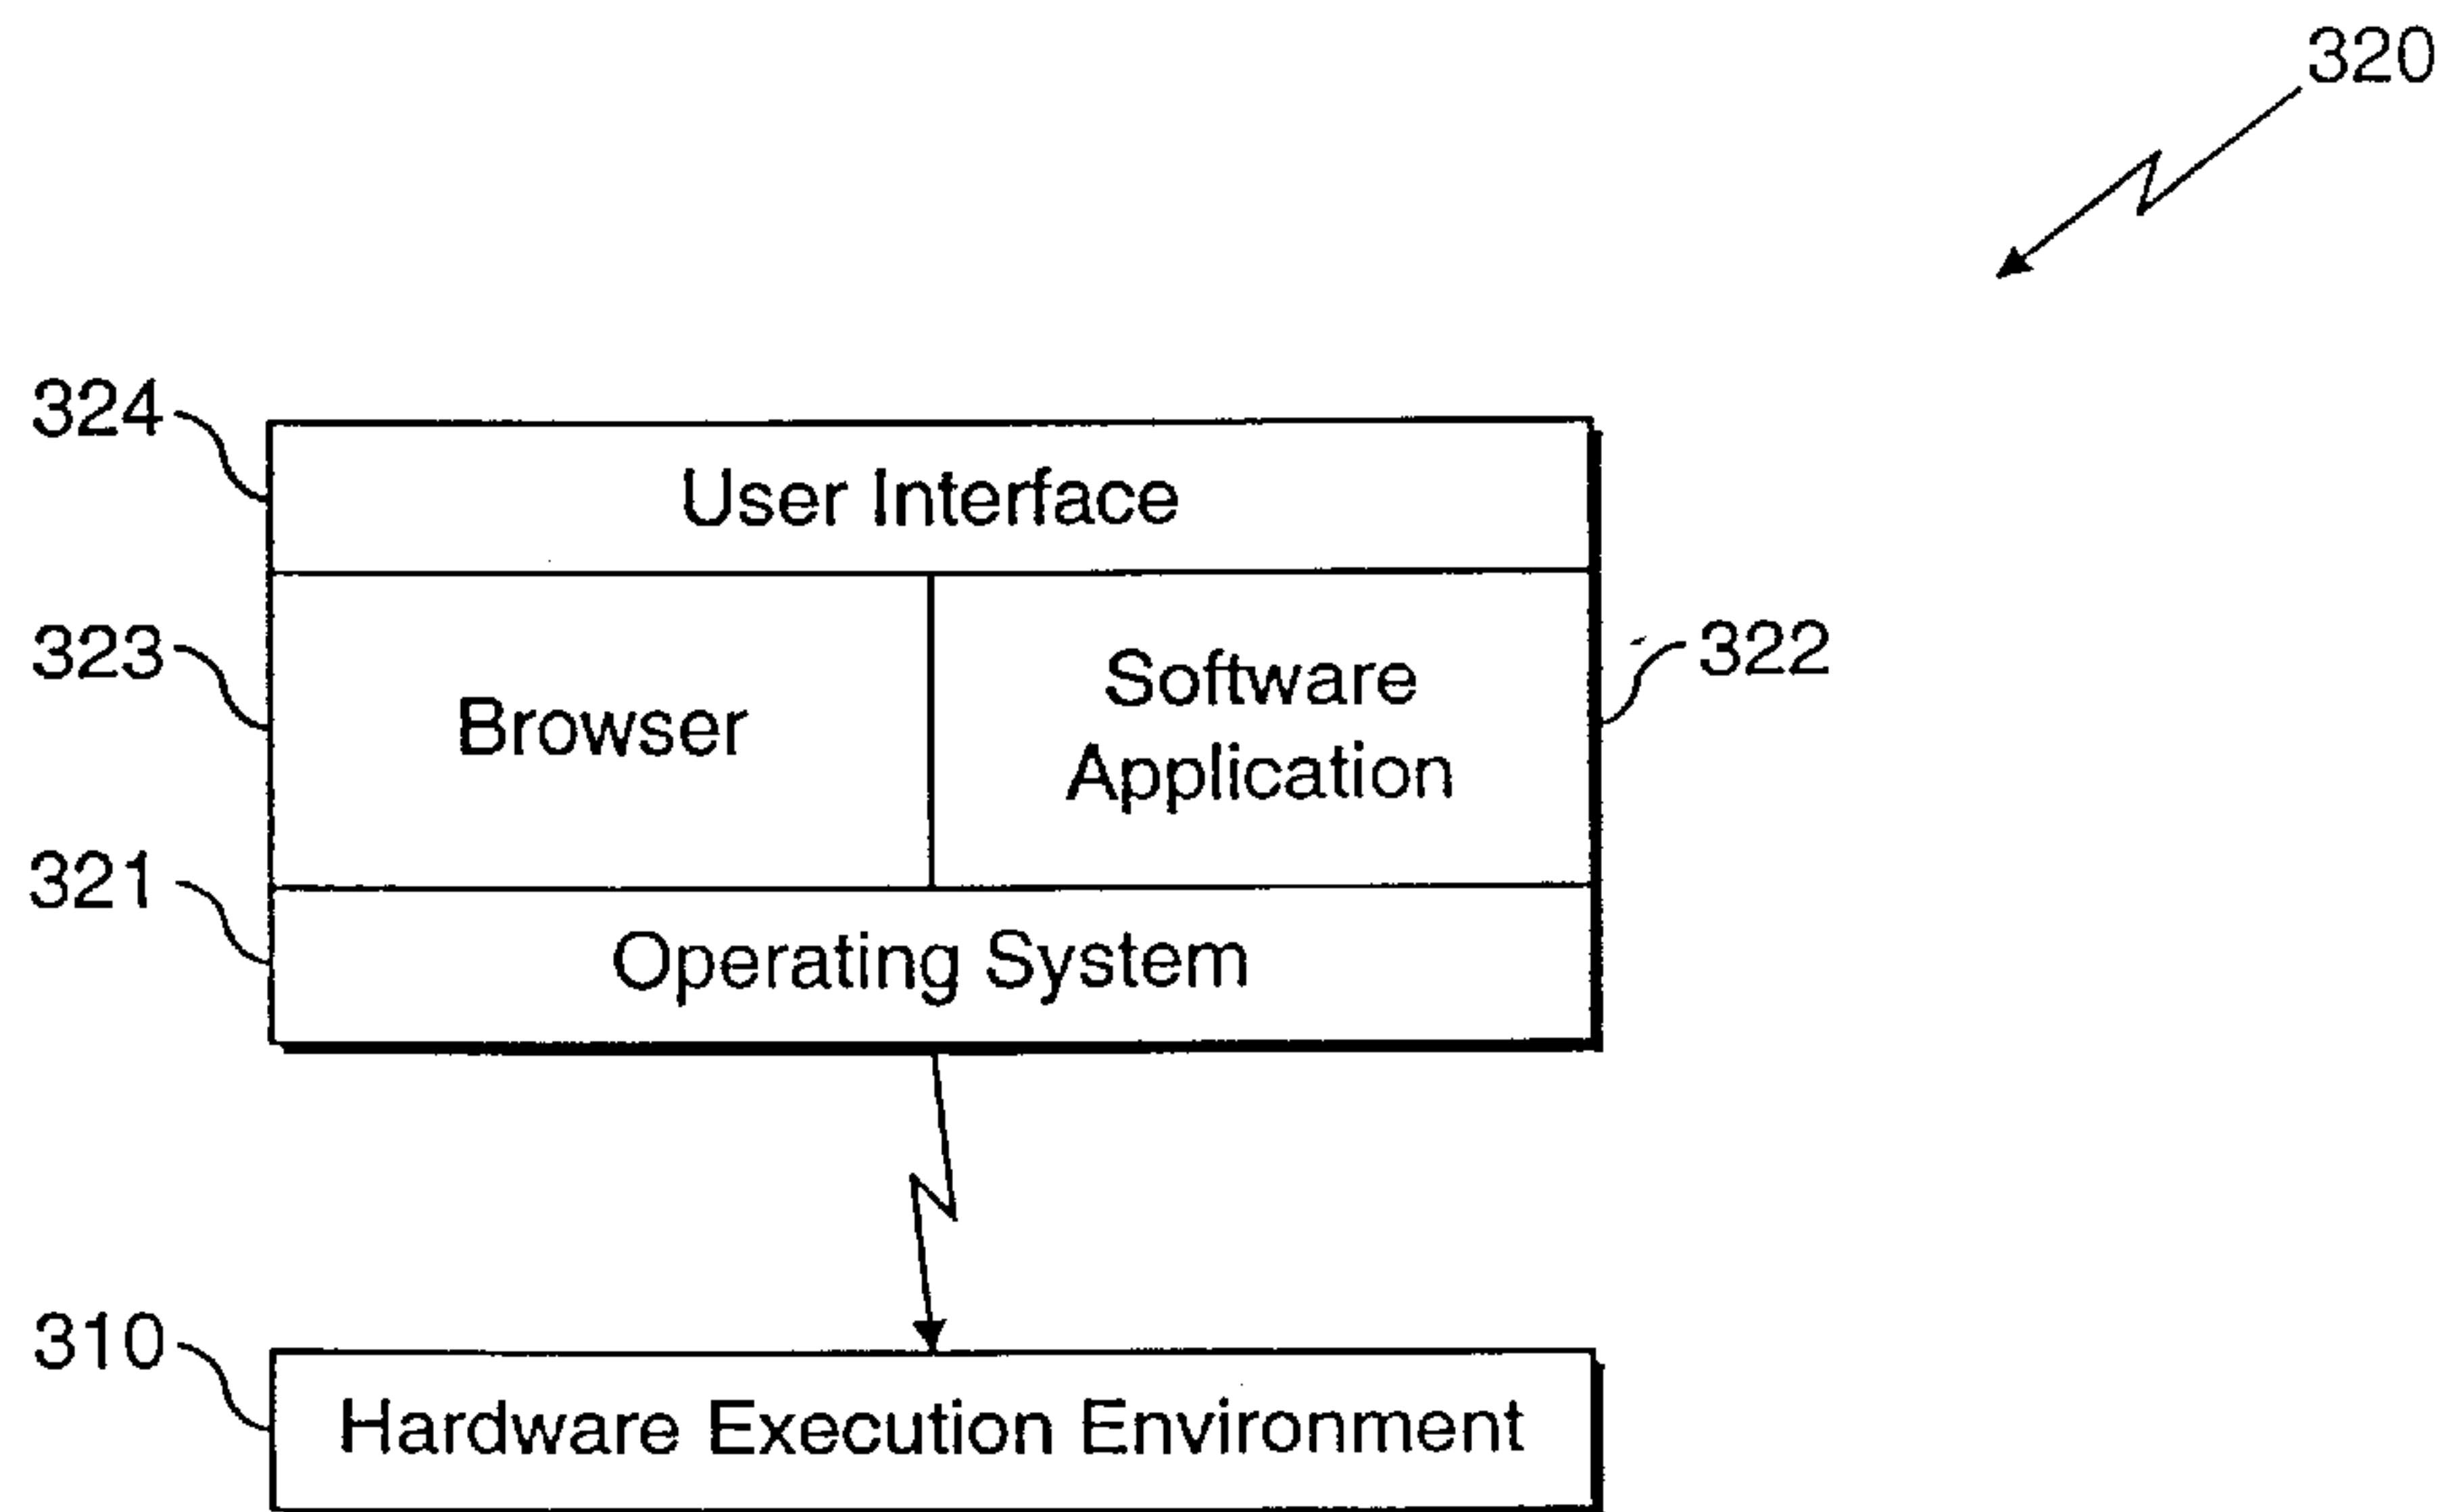 320
324
User Interface
323
Browser
Software
Application
322
321
Operating System
310
Hardware Execution Environment